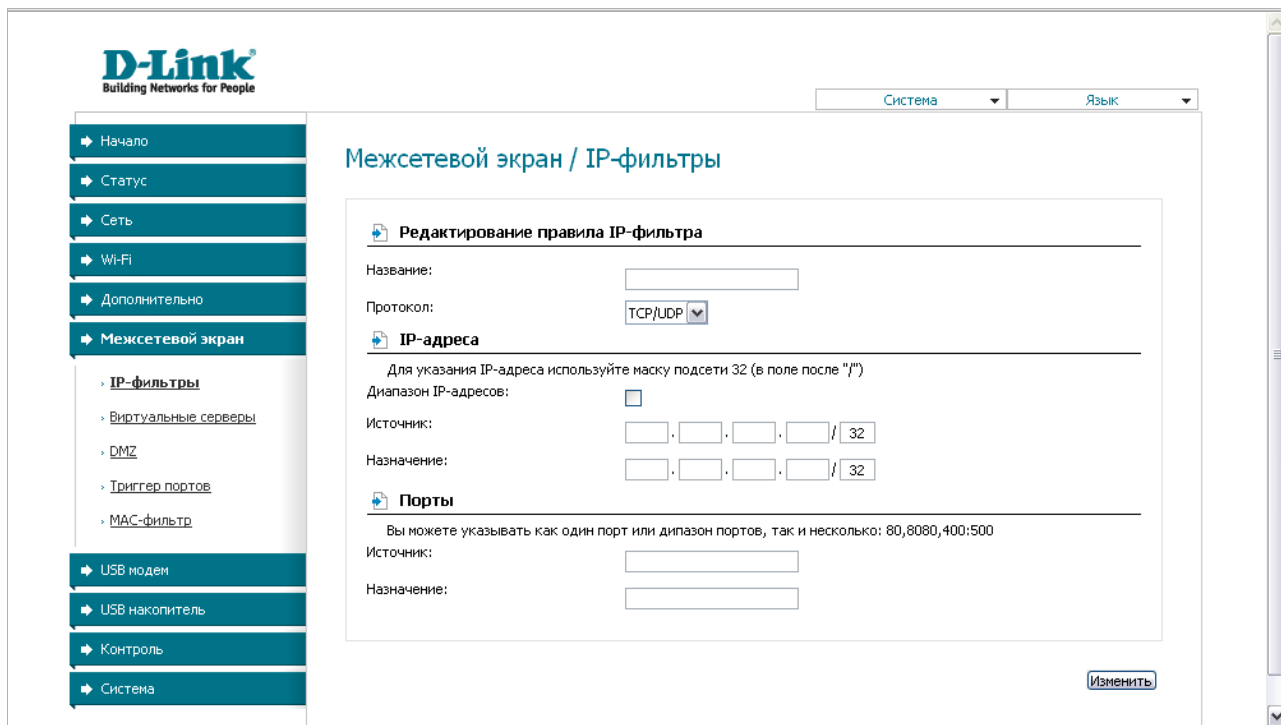 D-Link
Building Networks for People
Система
Язык
Начало
Статус
Сеть
Wi-Fi
Дополнительно
Межсетевой экран
IP-фильтры
Виртуальные серверы
DMZ
Триггер портов
MAC-фильтр
USB модем
USB накопитель
Контроль
Система
Межсетевой экран / IP-фильтры
Редактирование правила IP-фильтра
Название:
Протокол: TCP/UDP
IP-адреса
Для указания IP-адреса используйте маску подсети 32 (в поле после "/")
Диапазон IP-адресов:
Источник: . . . / 32
Назначение: . . . / 32
Порты
Вы можете указывать как один порт или дипазон портов, так и несколько: 80,8080,400:500
Источник:
Назначение:
Изменить